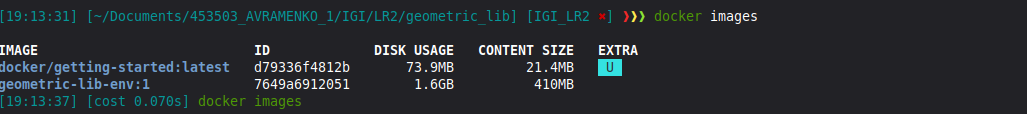 [19:13:31] [~/Documents/453503_AVRAMENKO_1/IGI/LR2/geometric_lib] [IGI_LR2 ✖] ❯❯❯ docker images
IMAGE ID DISK USAGE CONTENT SIZE EXTRA
docker/getting-started:latest d79336f4812b 73.9MB 21.4MB U
geometric-lib-env:1 7649a6912051 1.6GB 410MB
[19:13:37] [cost 0.070s] docker images